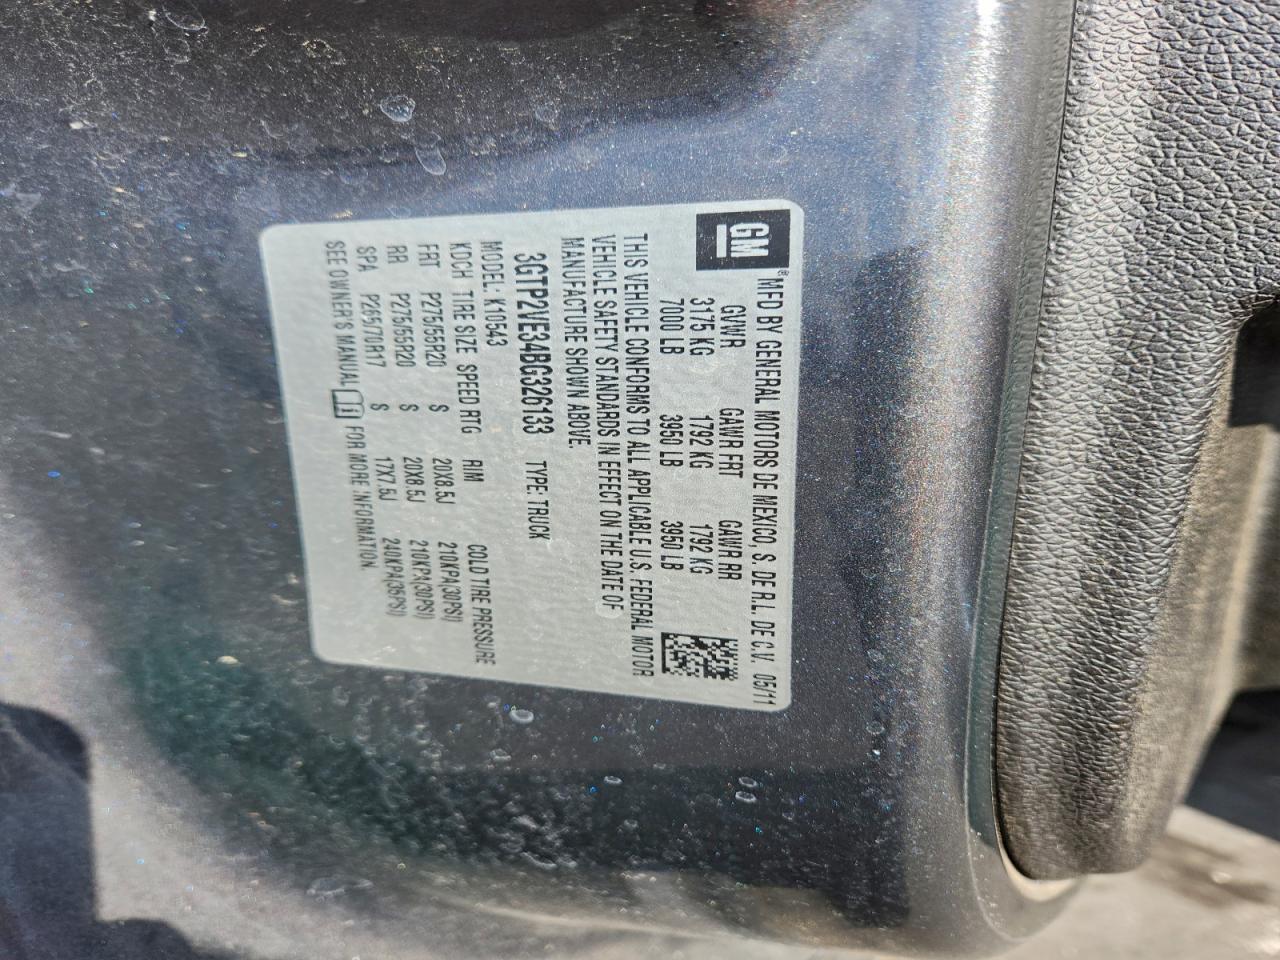 GM
® MFD BY GENERAL MOTORS DE MEXICO, S. DE R.L. DE C.V. 05/11
GVWR GAWR FRT GAWR RR
3175 KG 1792 KG 1792 KG
7000 LB 3950 LB 3950 LB
THIS VEHICLE CONFORMS TO ALL APPLICABLE U.S. FEDERAL MOTOR
VEHICLE SAFETY STANDARDS IN EFFECT ON THE DATE OF
MANUFACTURE SHOWN ABOVE.
3GTP2VE34BG326133 TYPE: TRUCK
MODEL: K10543
KDCH TIRE SIZE SPEED RTG RIM COLD TIRE PRESSURE
FRT P275/55R20 S 20X8.5J 210KPA(30PSI)
RR P275/55R20 S 20X8.5J 210KPA(30PSI)
SPA P265/70R17 S 17X7.5J 240KPA(35PSI)
SEE OWNER'S MANUAL i FOR MORE INFORMATION.